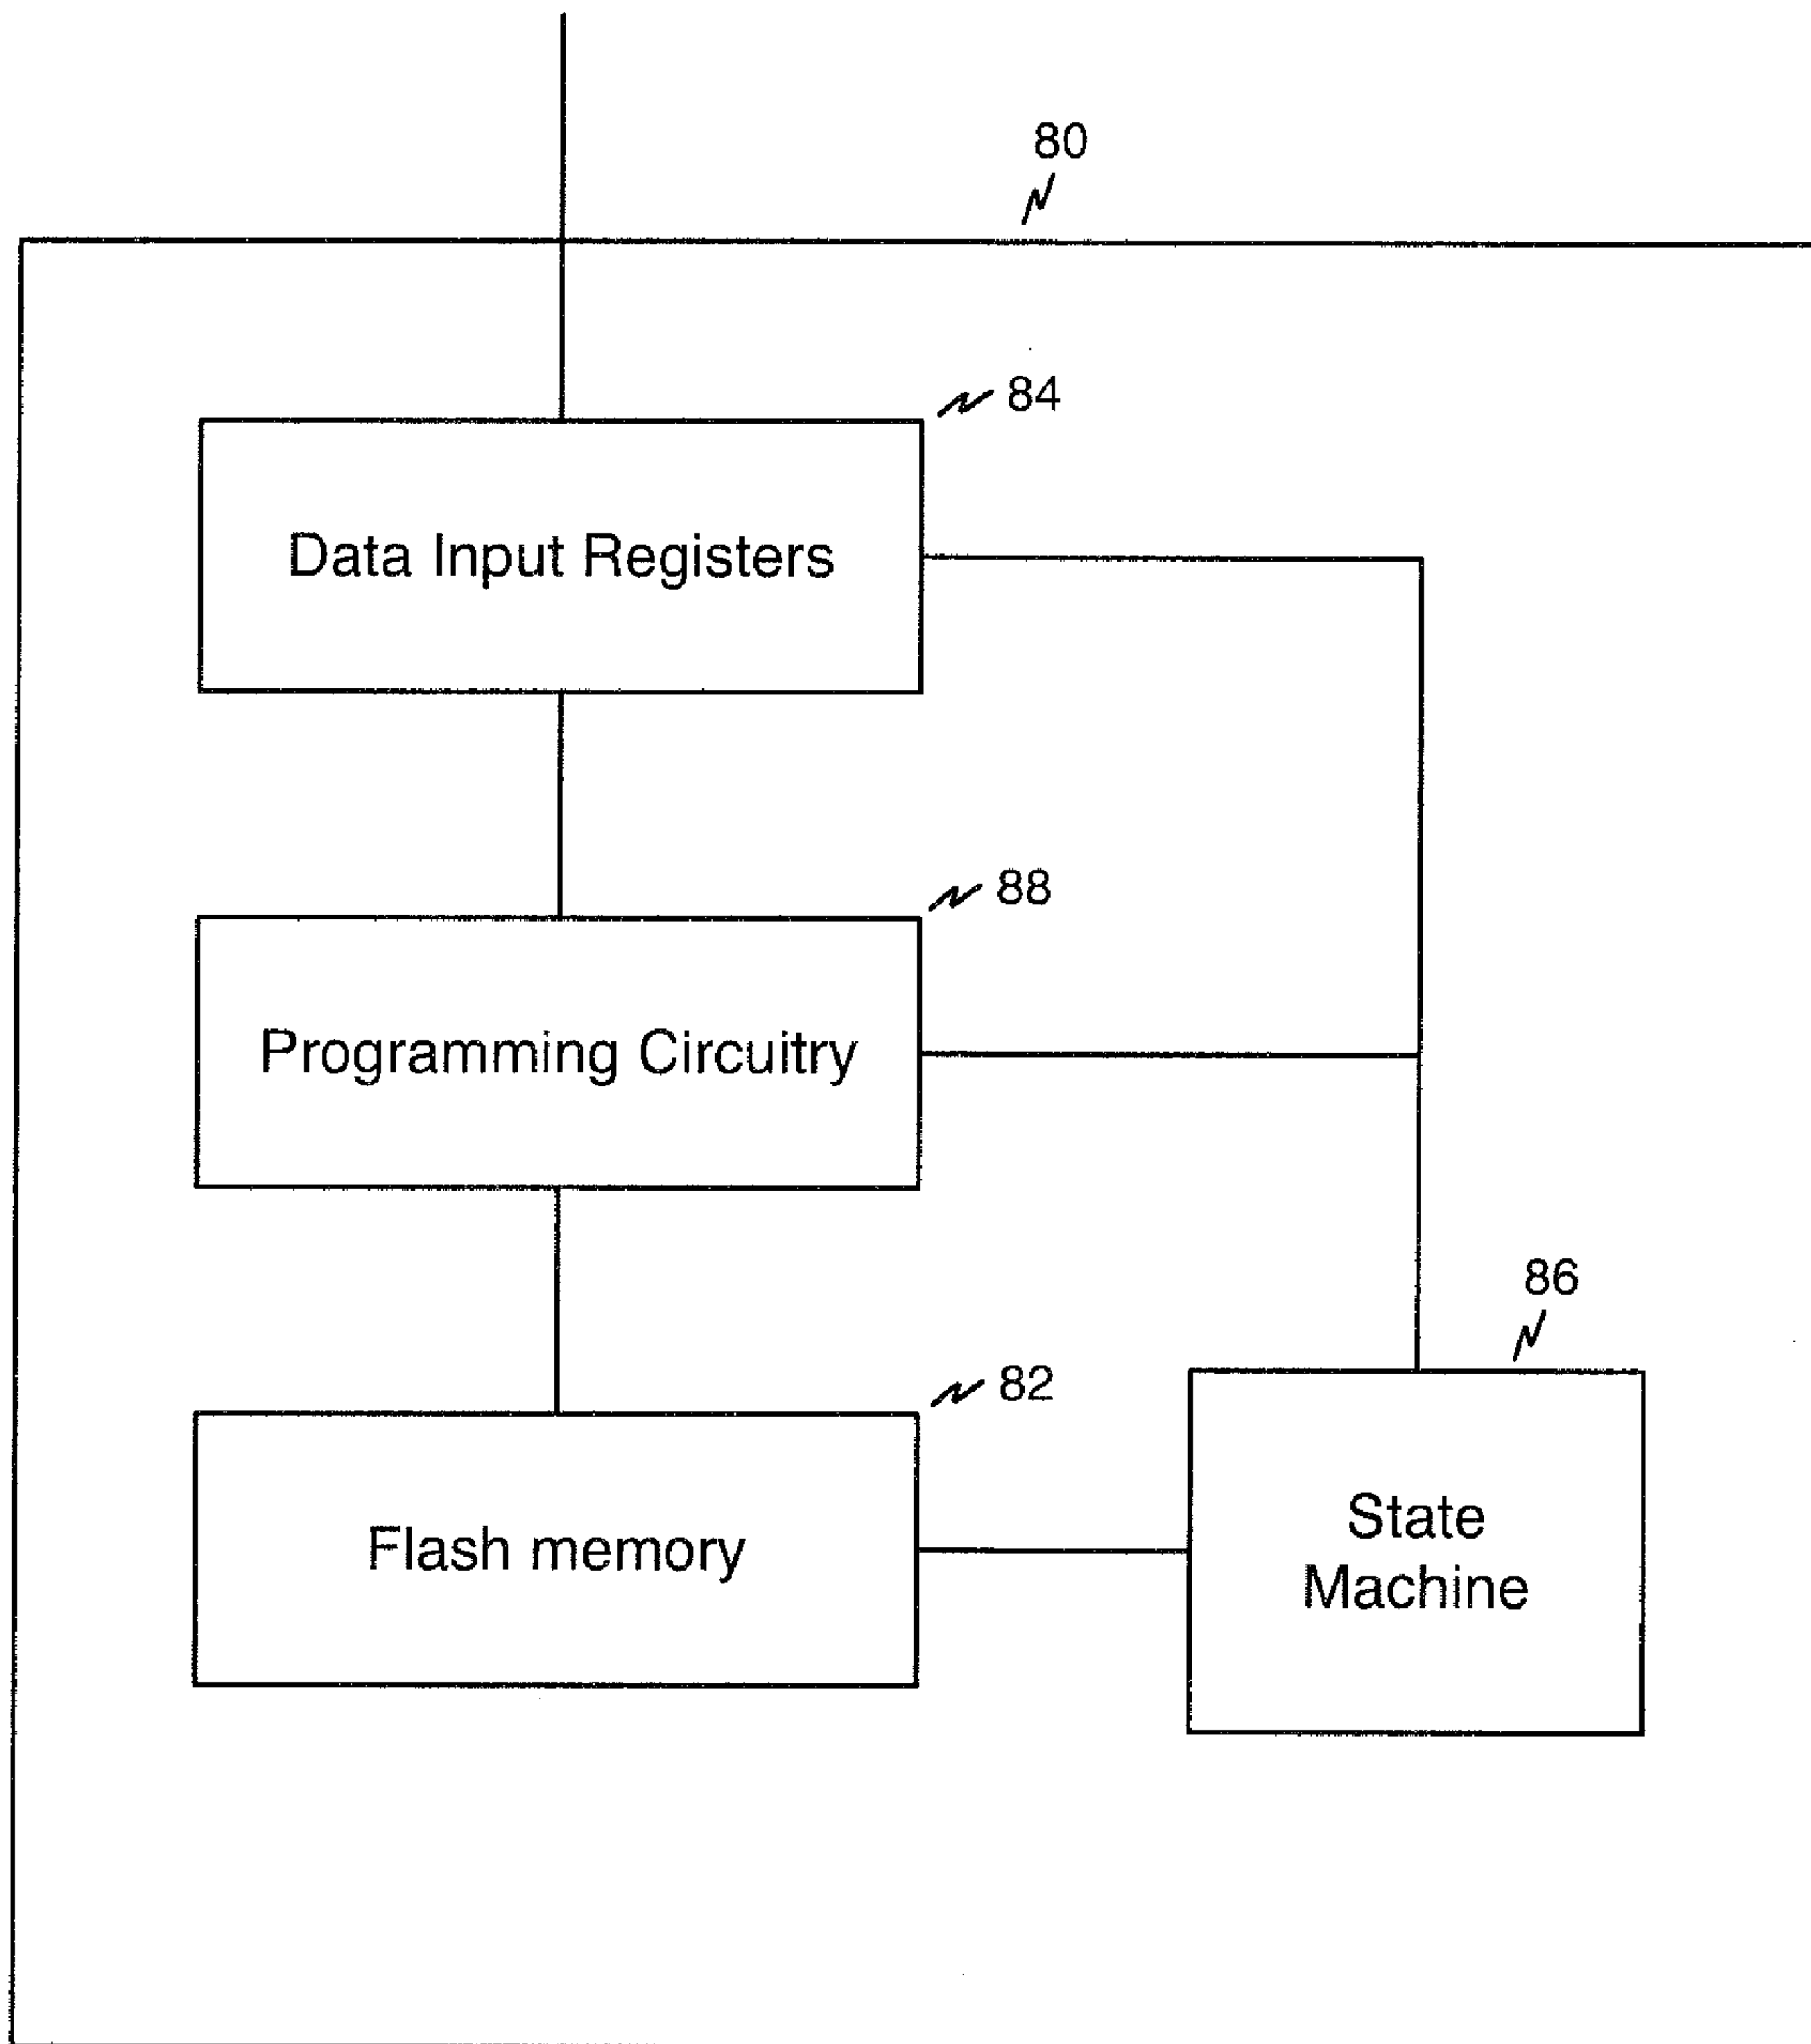 80
84
Data Input Registers
88
Programming Circuitry
86
82
Flash memory
State
Machine